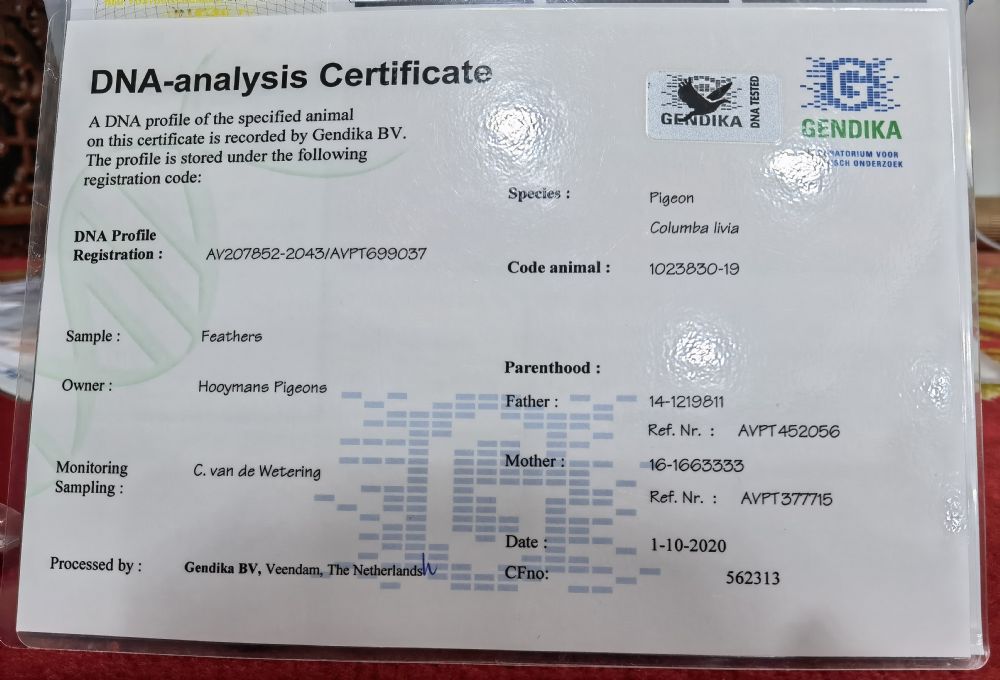 DNA-analysis Certificate
A DNA profile of the specified animal
on this certificate is recorded by Gendika BV.
The profile is stored under the following
registration code:
GENDIKA
DNA TESTED
GENDIKA
VOOR
ONDERZOEK
Species : Pigeon
Columba livia
DNA Profile
Registration : AV207852-2043/AVPT699037
Code animal : 1023830-19
Sample : Feathers
Parenthood :
Owner : Hooymans Pigeons
Father : 14-1219811
Ref. Nr. : AVPT452056
Mother : 16-1663333
Monitoring
Sampling : C. van de Wetering
Ref. Nr. : AVPT377715
Date : 1-10-2020
Processed by : Gendika BV, Veendam, The Netherlands
CFno: 562313